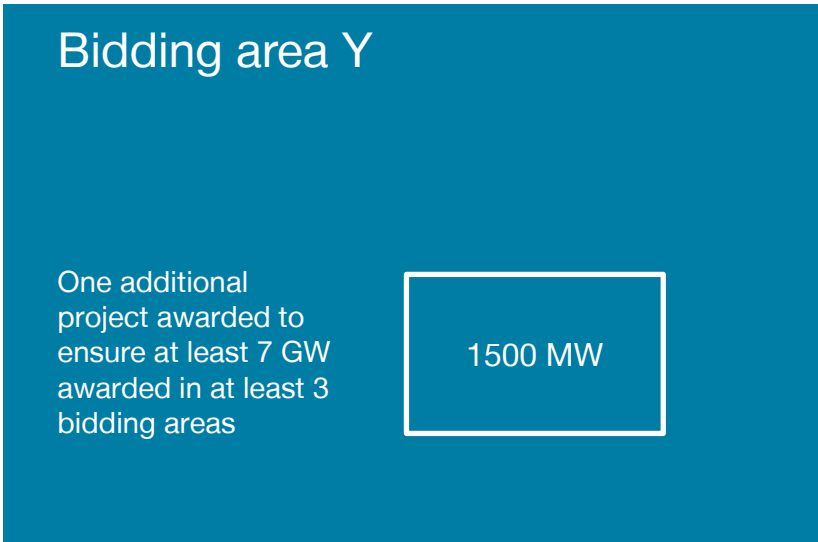 Bidding area Y
One additional
project awarded to
ensure at least 7 GW
awarded in at least 3
bidding areas
1500 MW